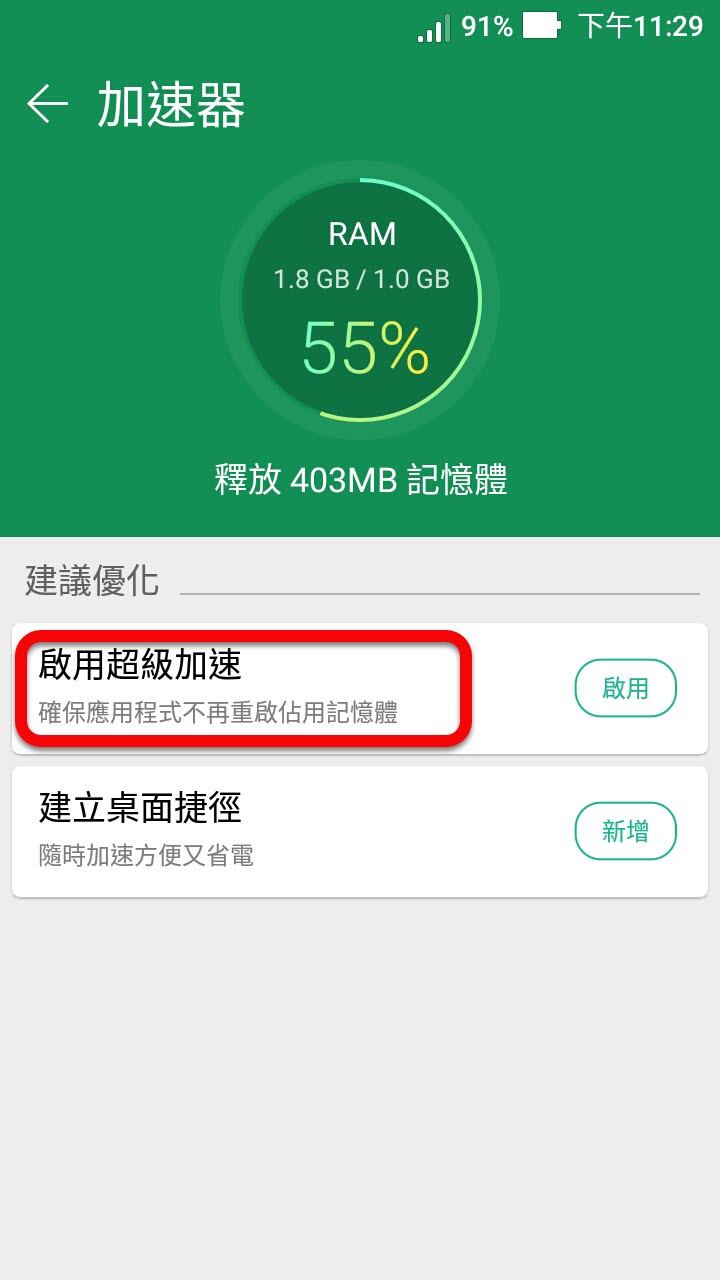 91% 下午11:29
加速器
RAM
1.8 GB / 1.0 GB
55%
釋放 403MB 記憶體
建議優化
啟用超級加速
確保應用程式不再重啟佔用記憶體
啟用
建立桌面捷徑
隨時加速方便又省電
新增